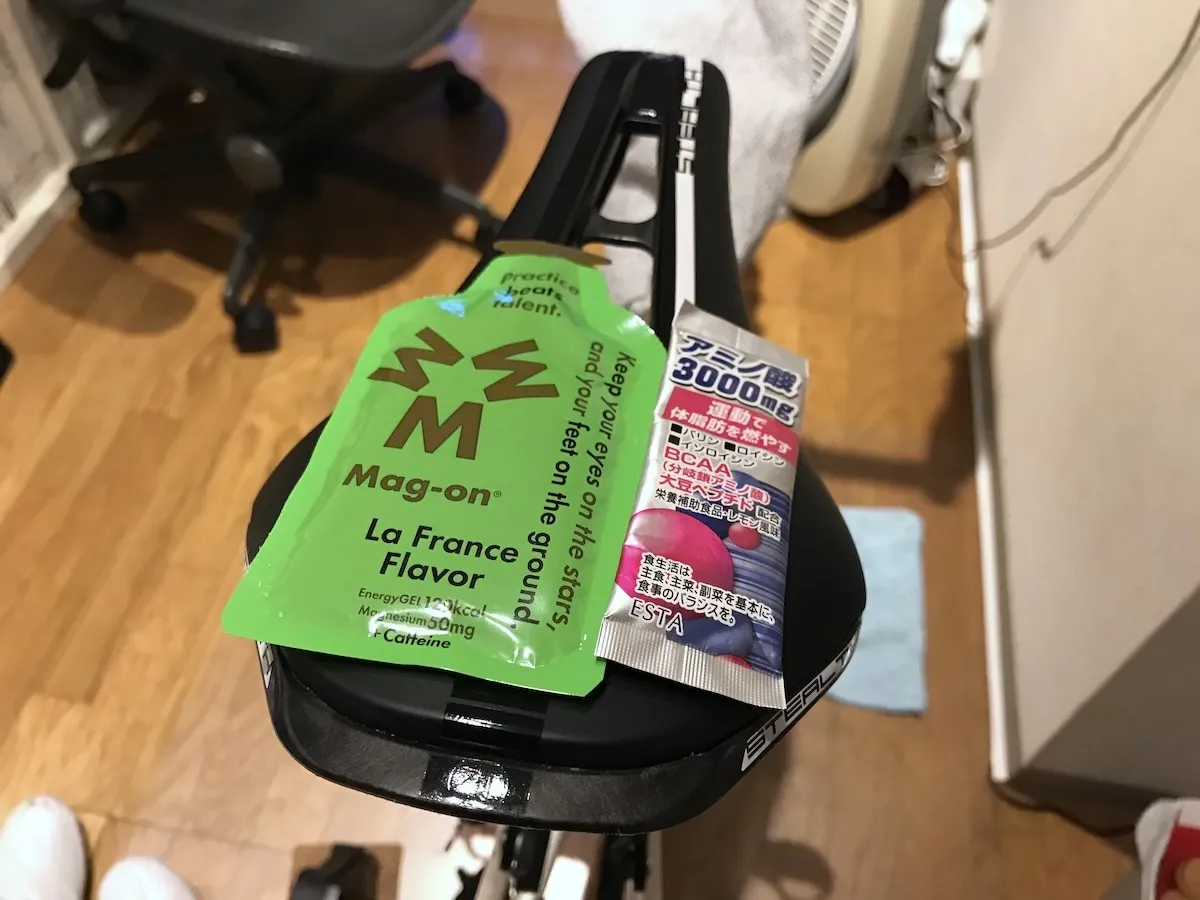 practice
beats
talent.
Mag-on®
La France
Flavor
EnergyGEL 120kcal
Magnesium 50mg
+ Caffeine
Keep your eyes on the stars,
and your feet on the ground.
アミノ酸
3000mg
運動で
体脂肪を燃やす
■バリン ■ロイシン
■イソロイシン
BCAA
(分岐鎖アミノ酸)
大豆ペプチド 配合
栄養補助食品・レモン風味
食生活は、
主食、主菜、副菜を基本に、
食事のバランスを。
ESTA
STEALTH
STEALTH